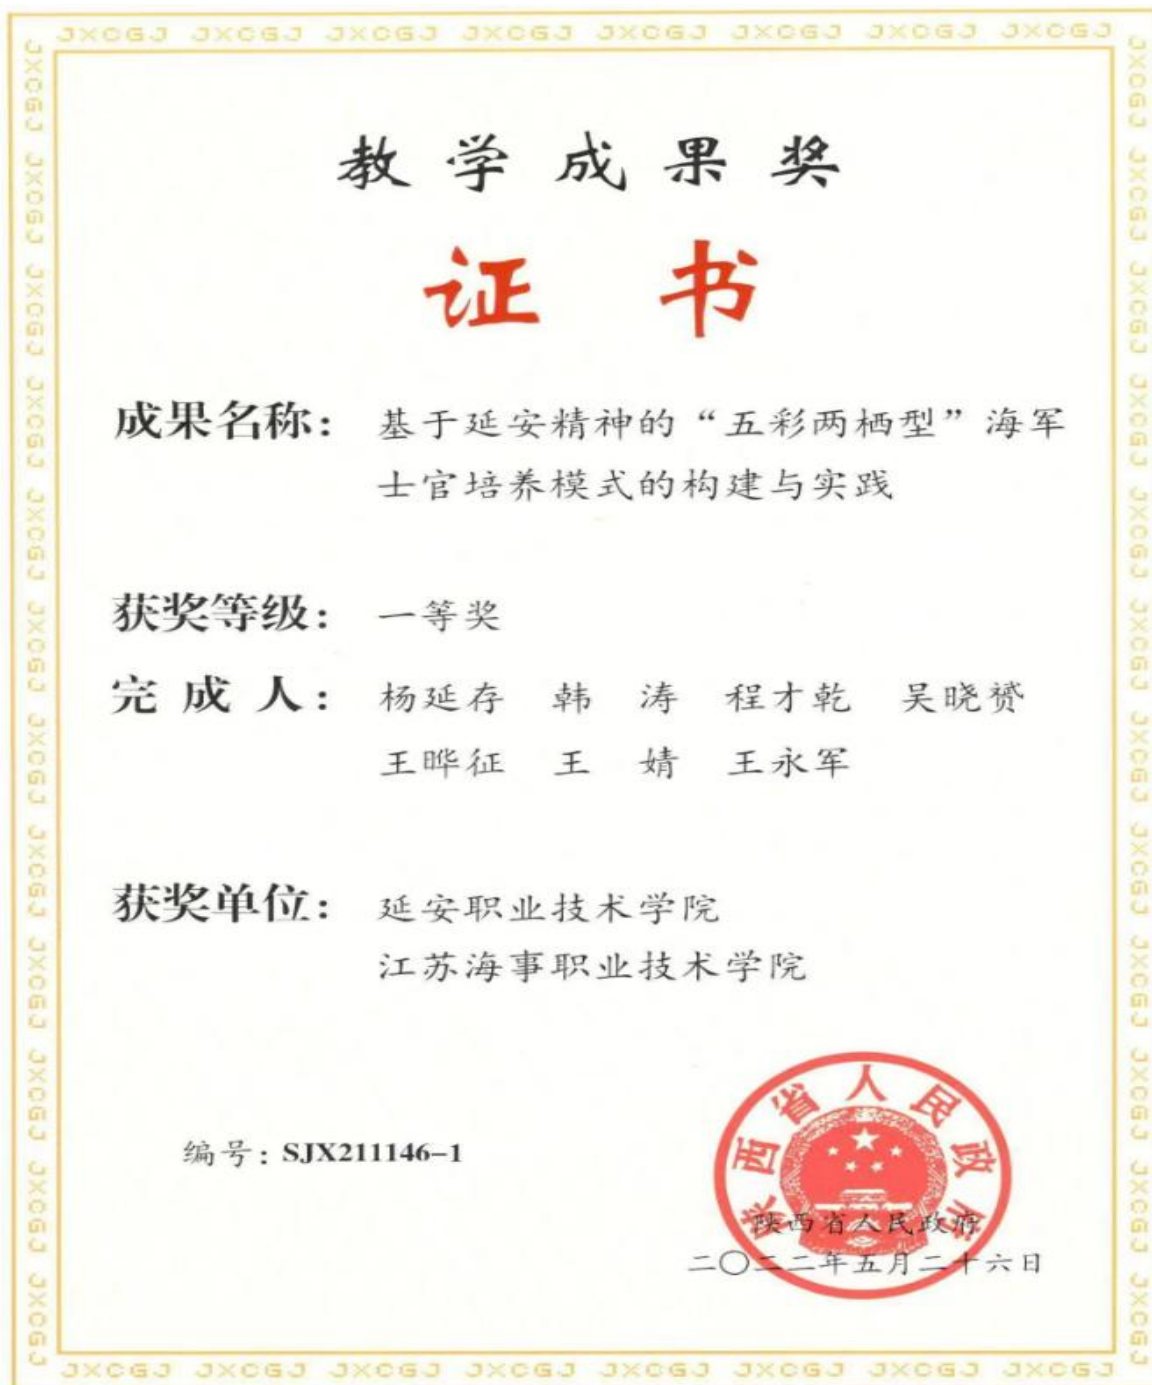 JXCGJ JXCGJ JXCGJ JXCGJ JXCGJ JXCGJ JXCGJ JXCGJ
教学成果奖
证书
成果名称：基于延安精神的“五彩两栖型”海军
士官培养模式的构建与实践
获奖等级：一等奖
完成人：杨延存 韩涛 程才乾 吴晓赟
王晔征 王婧 王永军
获奖单位：延安职业技术学院
江苏海事职业技术学院
编号：SJX211146-1
陕西省人民政府
陕西省人民政府
二〇二二年五月二十六日
JXCGJ JXCGJ JXCGJ JXCGJ JXCGJ JXCGJ JXCGJ JXCGJ